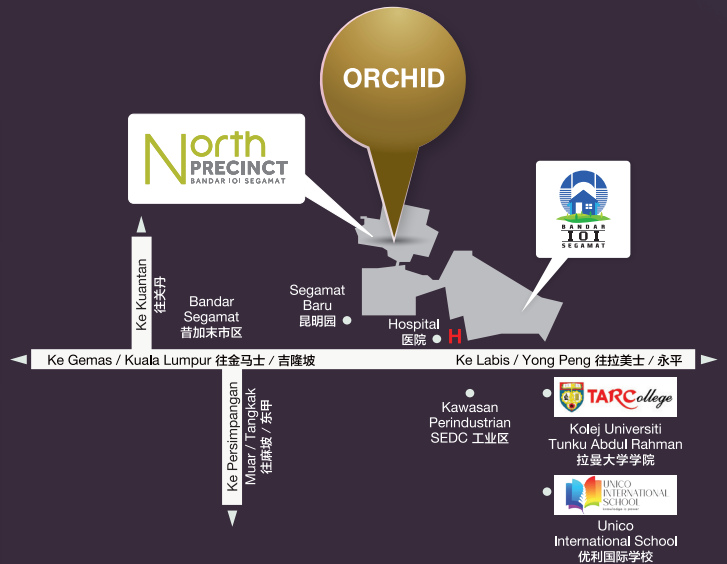 ORCHID
North
PRECINCT
BANDAR IOI SEGAMAT
BANDAR
IOI
SEGAMAT
Ke Kuantan
往关丹
Bandar
Segamat
昔加末市区
Segamat
Baru
昆明园
Hospital
医院
H
Ke Gemas / Kuala Lumpur 往金马士 / 吉隆坡
Ke Labis / Yong Peng 往拉美士 / 永平
Ke Persimpangan
Muar / Tangkak
往麻坡 / 东甲
Kawasan
Perindustrian
SEDC 工业区
TARCollege
Kolej Universiti
Tunku Abdul Rahman
拉曼大学学院
UNICO
INTERNATIONAL
SCHOOL
knowledge is power
Unico
International School
优利国际学校